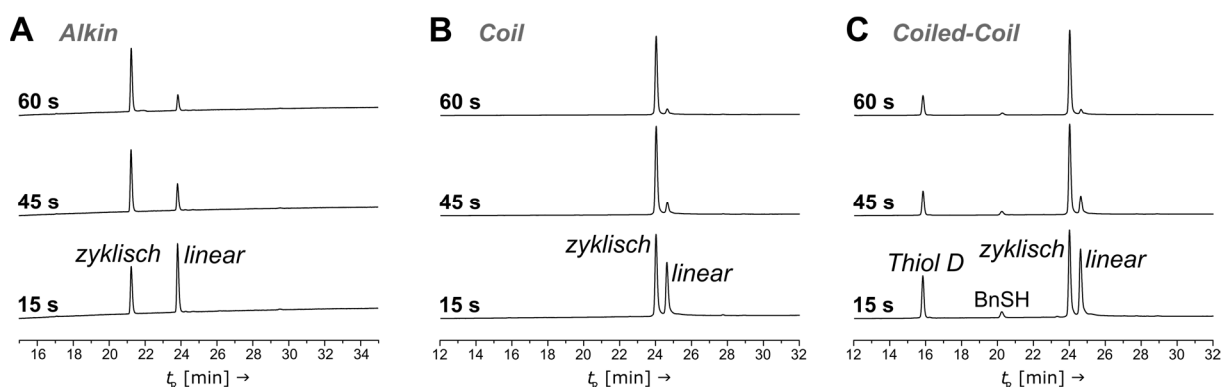 A Alkin
60 s
45 s
zyklisch linear
15 s
16 18 20 22 24 26 28 30 32 34
tR [min] →
B Coil
60 s
45 s
zyklisch
linear
15 s
12 14 16 18 20 22 24 26 28 30 32
tR [min] →
C Coiled-Coil
60 s
45 s
Thiol D zyklisch linear
BnSH
15 s
12 14 16 18 20 22 24 26 28 30 32
tR [min] →